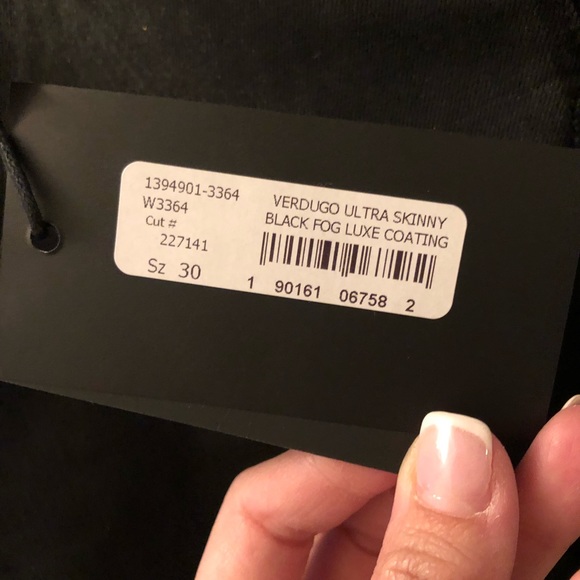 1394901-3364
W3364
Cut #
227141
Sz 30
VERDUGO ULTRA SKINNY
BLACK FOG LUXE COATING
1 90161 06758 2